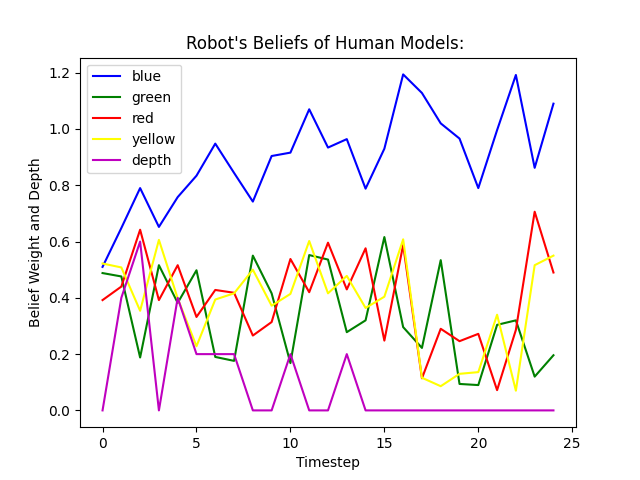 Robot's Beliefs of Human Models:
1.2
1.0
0.8
0.6
0.4
0.2
0.0
Belief Weight and Depth
blue
green
red
yellow
depth
0
5
10
15
20
25
Timestep